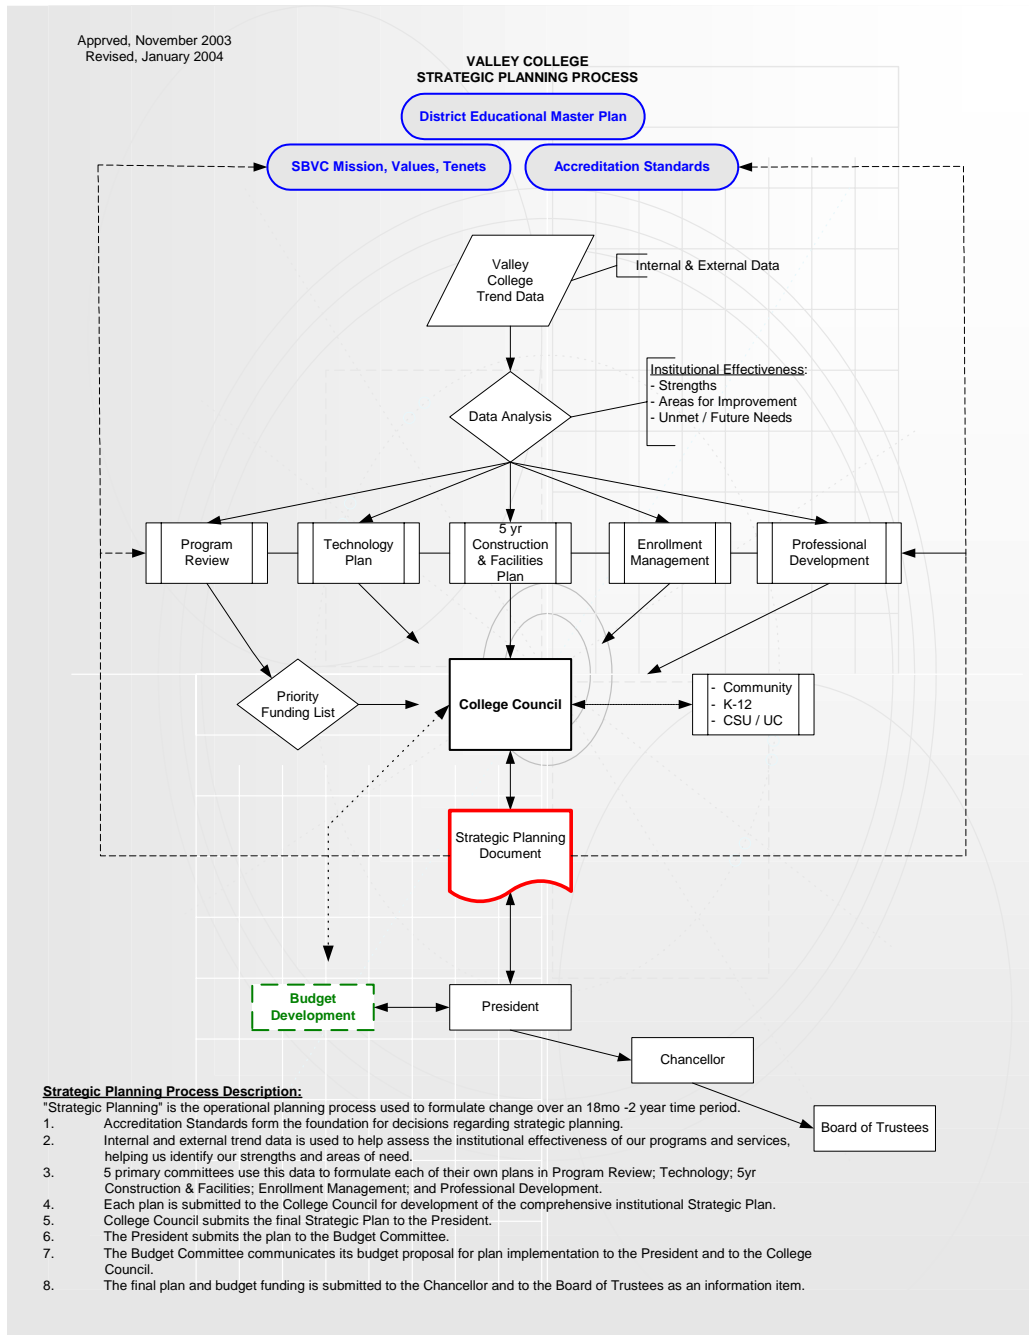 Apprved, November 2003
Revised, January 2004
VALLEY COLLEGE
STRATEGIC PLANNING PROCESS
District Educational Master Plan
SBVC Mission, Values, Tenets
Accreditation Standards
Valley
College
Trend Data
Internal & External Data
Institutional Effectiveness:
- Strengths
- Areas for Improvement
- Unmet / Future Needs
Data Analysis
Program
Review
Technology
Plan
5 yr
Construction
& Facilities
Plan
Enrollment
Management
Professional
Development
Priority
Funding List
College Council
- Community
- K-12
- CSU / UC
Strategic Planning
Document
Budget
Development
President
Chancellor
Board of Trustees
Strategic Planning Process Description:
"Strategic Planning" is the operational planning process used to formulate change over an 18mo -2 year time period.
1. Accreditation Standards form the foundation for decisions regarding strategic planning.
2. Internal and external trend data is used to help assess the institutional effectiveness of our programs and services,
helping us identify our strengths and areas of need.
3. 5 primary committees use this data to formulate each of their own plans in Program Review; Technology; 5yr
Construction & Facilities; Enrollment Management; and Professional Development.
4. Each plan is submitted to the College Council for development of the comprehensive institutional Strategic Plan.
5. College Council submits the final Strategic Plan to the President.
6. The President submits the plan to the Budget Committee.
7. The Budget Committee communicates its budget proposal for plan implementation to the President and to the College
Council.
8. The final plan and budget funding is submitted to the Chancellor and to the Board of Trustees as an information item.